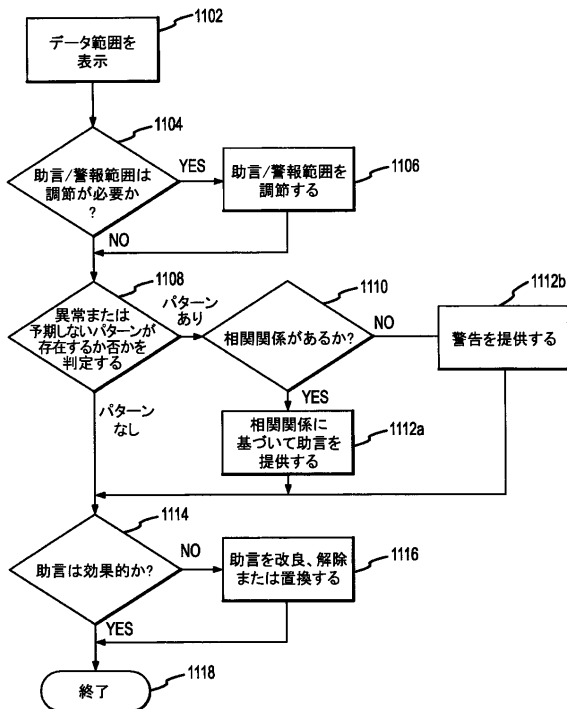 1102
データ範囲を
表示
1104
助言/警報範囲は
調節が必要か
?
YES
助言/警報範囲を
調節する
1106
NO
1108
異常または
予期しないパターンが
存在するか否かを
判定する
パターン
あり
1110
相関関係があるか?
NO
1112b
警告を提供する
YES
パターン
なし
相関関係に
基づいて助言を
提供する
1112a
1114
助言は効果的か?
NO
助言を改良、解除
または置換する
1116
YES
1118
終了